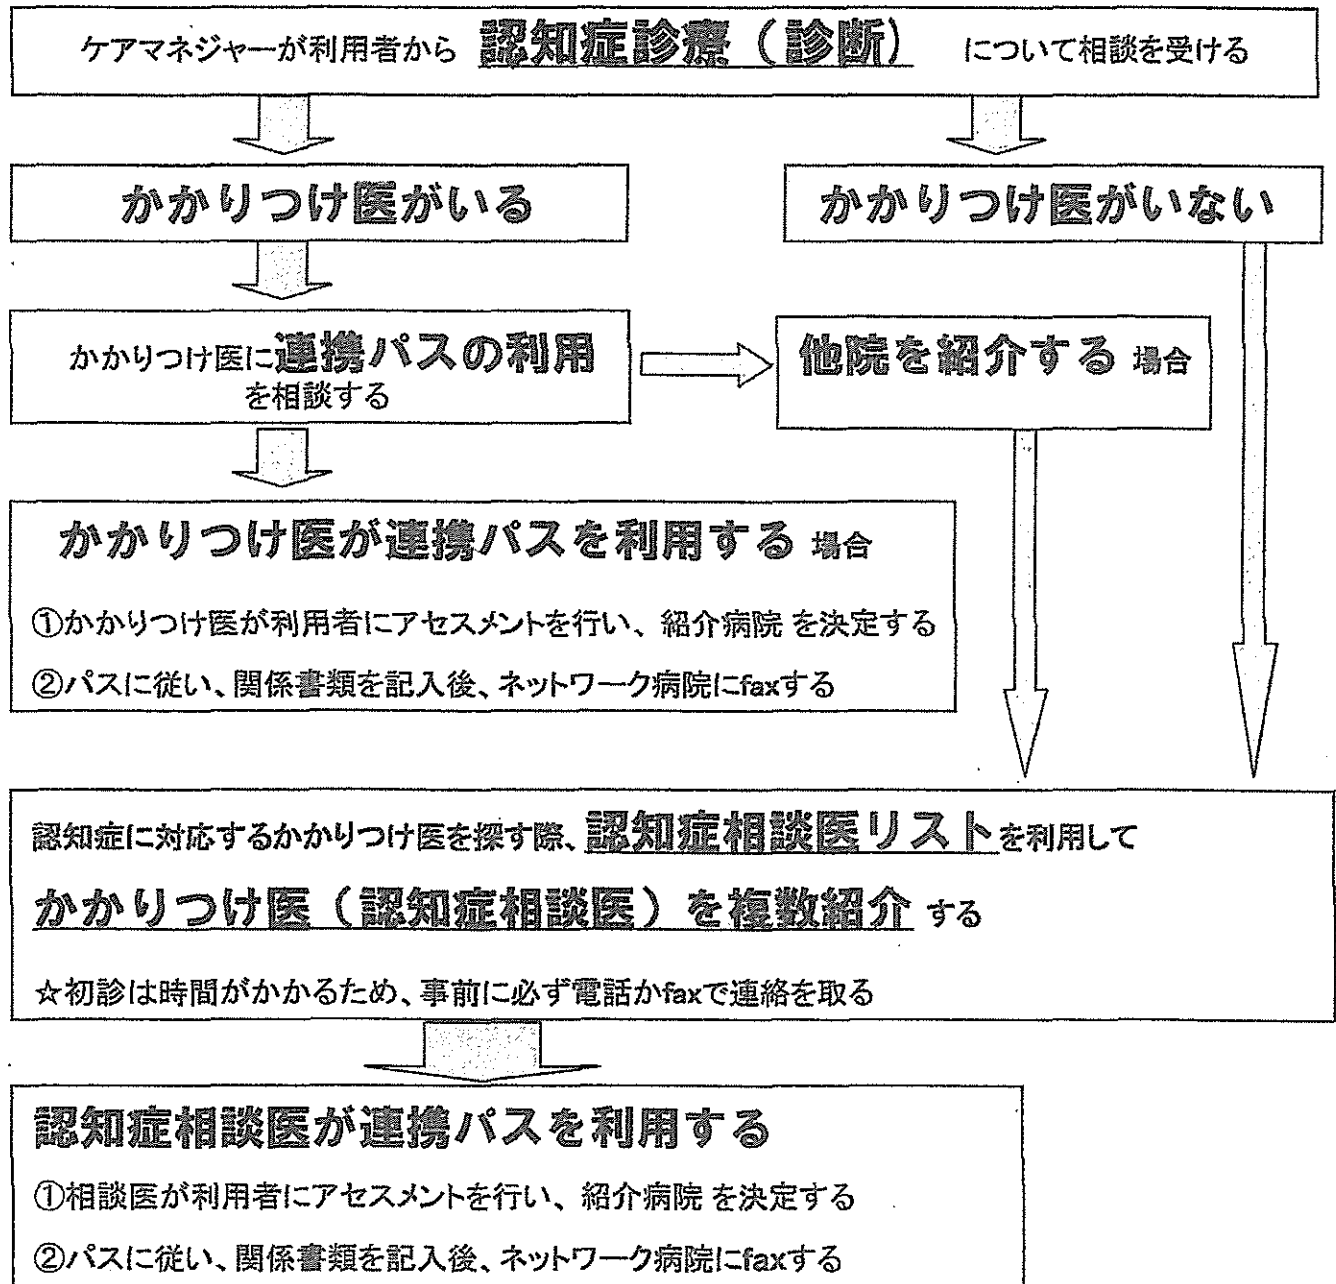 ケアマネジャーが利用者から 認知症診療（診断） について相談を受ける
かかりつけ医がいる
かかりつけ医がいない
かかりつけ医に連携パスの利用
を相談する
他院を紹介する 場合
かかりつけ医が連携パスを利用する 場合
①かかりつけ医が利用者にアセスメントを行い、紹介病院 を決定する
②パスに従い、関係書類を記入後、ネットワーク病院にfaxする
認知症に対応するかかりつけ医を探す際、認知症相談医リストを利用して
かかりつけ医（認知症相談医）を複数紹介 する
☆初診は時間がかかるため、事前に必ず電話かfaxで連絡を取る
認知症相談医が連携パスを利用する
①相談医が利用者にアセスメントを行い、紹介病院 を決定する
②パスに従い、関係書類を記入後、ネットワーク病院にfaxする